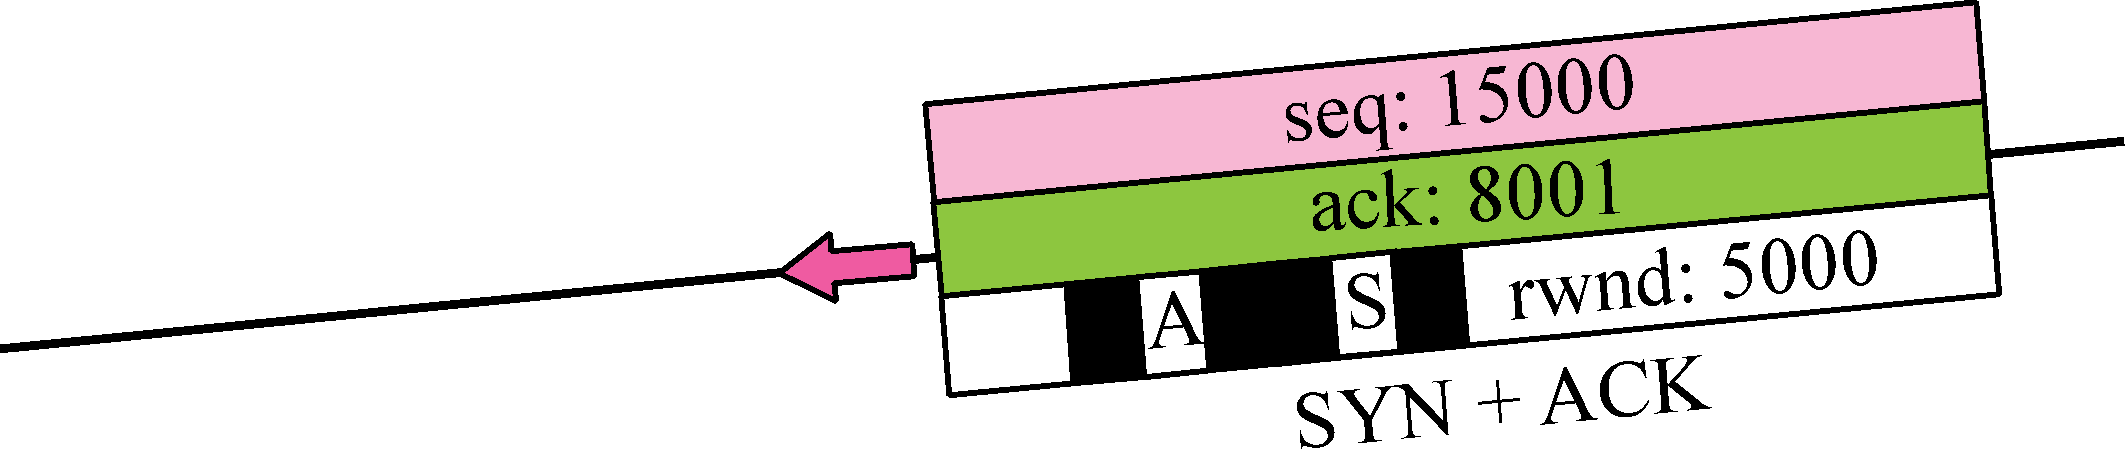 seq: 15000
ack: 8001
A S rwnd: 5000
SYN + ACK